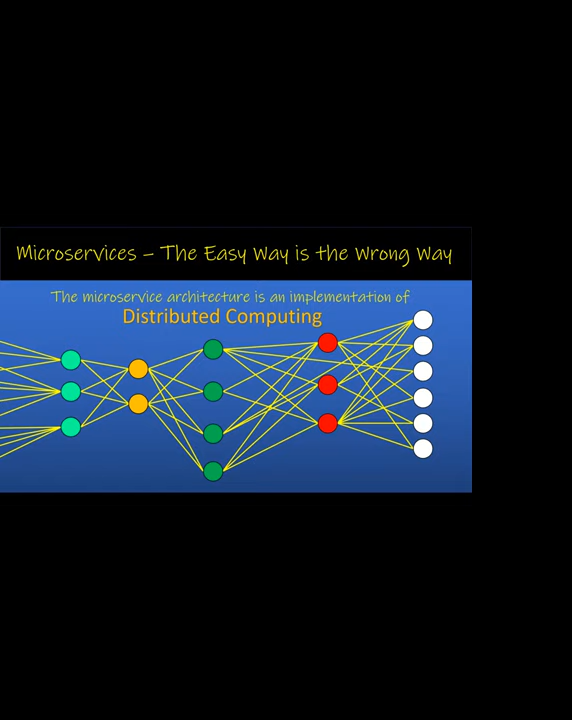 Microservices – The Easy Way is the Wrong Way
The microservice architecture is an implementation of
Distributed Computing